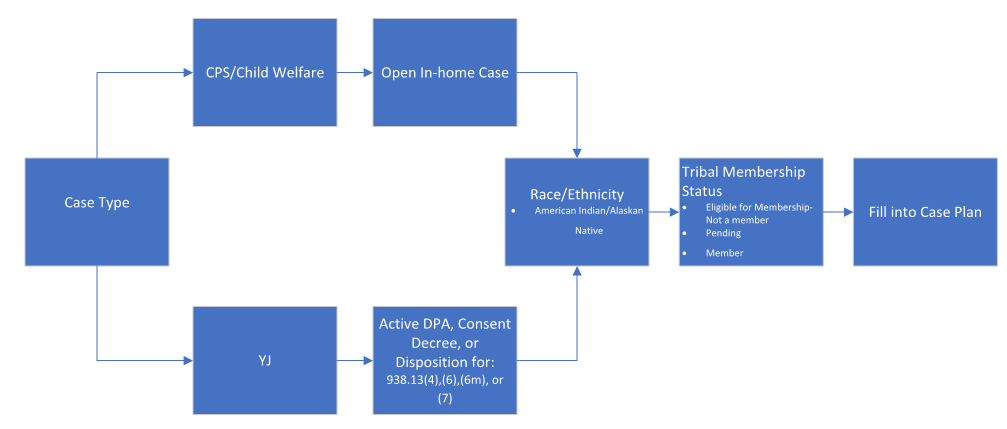 CPS/Child Welfare
Open In-home Case
Case Type
Race/Ethnicity
• American Indian/Alaskan
Native
Tribal Membership
Status
• Eligible for Membership-
Not a member
• Pending
• Member
Fill into Case Plan
YJ
Active DPA, Consent
Decree, or
Disposition for:
938.13(4),(6),(6m), or
(7)